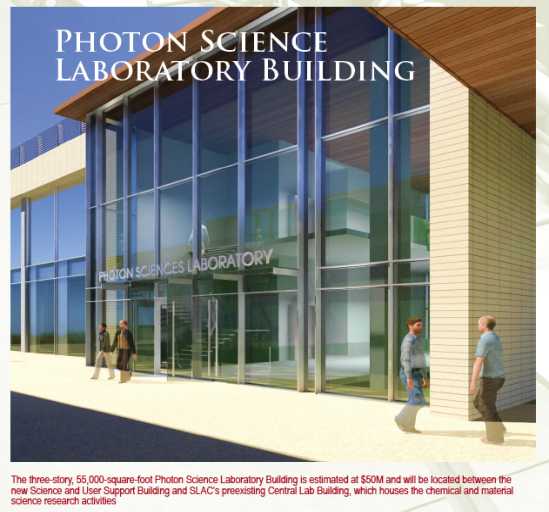 PHOTON SCIENCE
LABORATORY BUILDING
PHOTON SCIENCES LABORATORY
The three-story, 55,000-square-foot Photon Science Laboratory Building is estimated at $50M and will be located between the
new Science and User Support Building and SLAC's preexisting Central Lab Building, which houses the chemical and material
science research activities